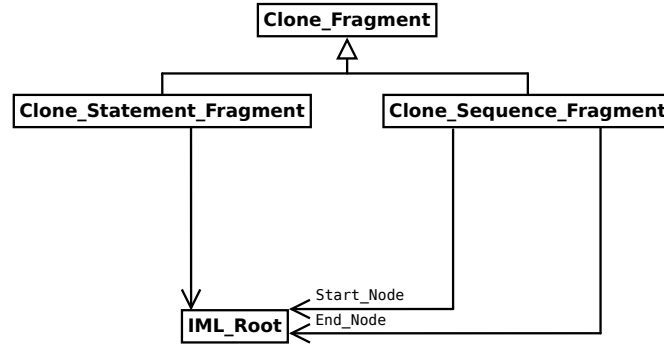 Clone_Fragment
Clone_Statement_Fragment
Clone_Sequence_Fragment
Start_Node
IML_Root
End_Node